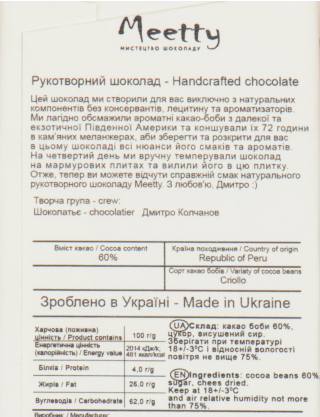 Meetty
МИСТЕЦТВО ШОКОЛАДУ
Рукотворний шоколад - Handcrafted chocolate
Цей шоколад ми створили для вас виключно з натуральних
компонентів без консервантів, лецитину та ароматизаторів.
Ми лагідно обсмажили ароматні какао-боби з далекої та
екзотичної Південної Америки та коншували їх 72 години
в кам'яних меланжерах, аби зберегти та розкрити для вас
в цьому шоколаді всі нюанси його смаків та ароматів.
На четвертий день ми вручну темперували шоколад
на мармурових плитах та вилили його в цю плитку.
Отже, тепер ви можете відчути справжній смак натурального
рукотворного шоколаду Meetty. З любов'ю, Дмитро :)
Творча група - crew:
Шоколатьє - chocolatier Дмитро Колчанов
Вміст какао / Cocoa content
60%
Країна походження / Country of origin
Republic of Peru
Сорт какао бобів / Variaty of cocoa beans
Criollo
Зроблено в Україні - Made in Ukraine
Харчова (поживна)
цінність / Product contains 100 г/g
Енергетична цінність
(калорійність) / Energy value 2014 кДж/kj, 481 ккал/kcal
Білків / Protein 4,0 г/g
Жирів / Fat 26,0 г/g
Вуглеводів / Carbohydrate 62,0 г/g
UA Склад: какао боби 60%,
цукор, висушений сир.
Зберігати при температурі
18+/-3°C і відносній вологості
повітря не вище 75%.
EN Ingredients: cocoa beans 60%,
sugar, chees dried.
Keep at 18+/-3°C
and air relative humidity not more
than 75%.
Виробник / Manufacturer: